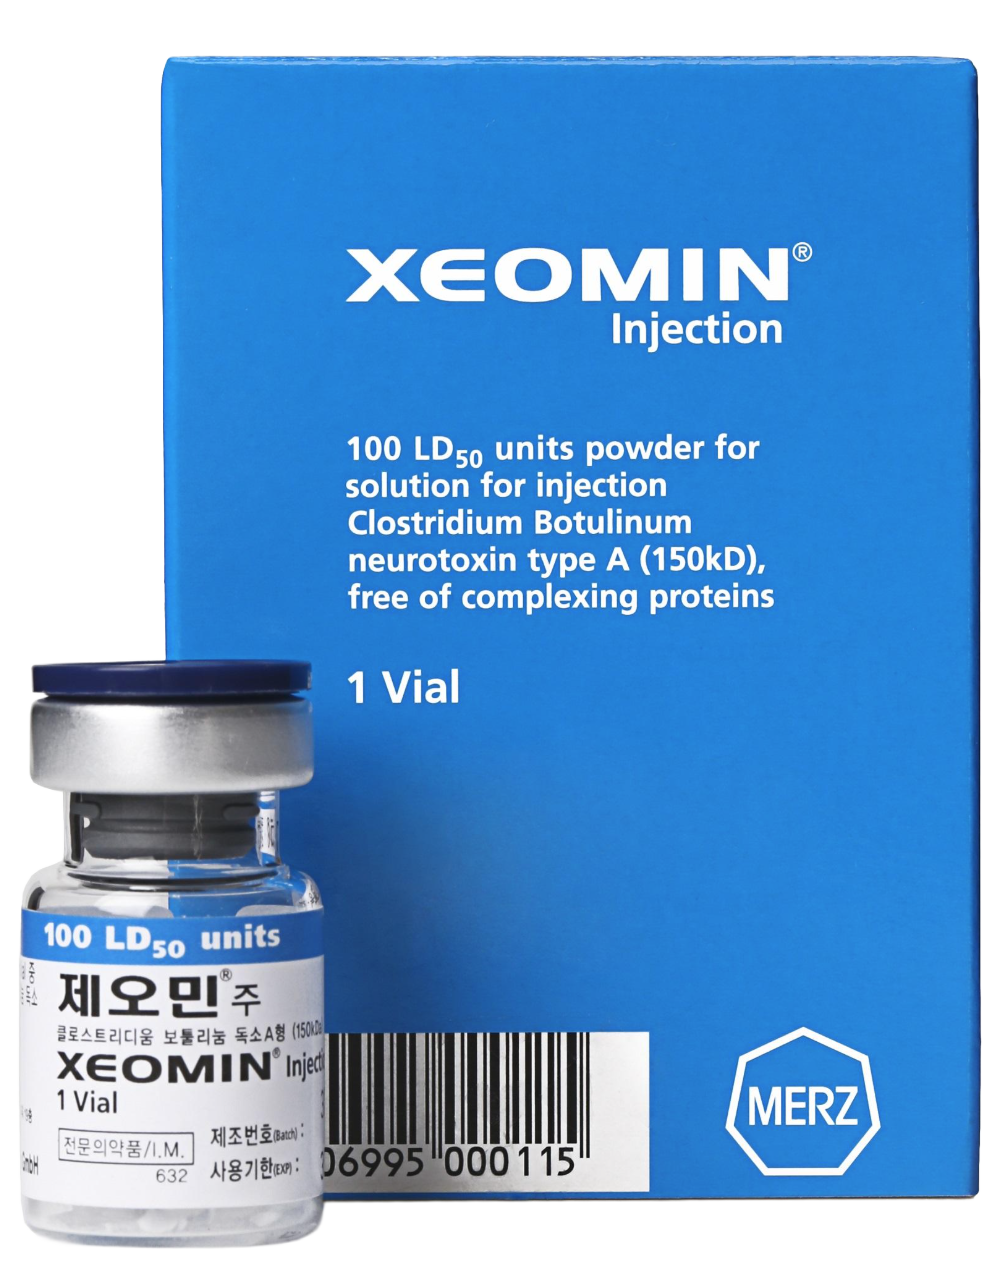 XEOMIN®
Injection
100 LD50 units powder for
solution for injection
Clostridium Botulinum
neurotoxin type A (150kD),
free of complexing proteins
1 Vial
100 LD50 units
제오민® 주
클로스트리디움 보툴리눔 독소A형
XEOMIN®
1 Vial
전문의약품/I.M.
632
제조번호(Batch) :
사용기한(EXP) :
06995 000115
MERZ